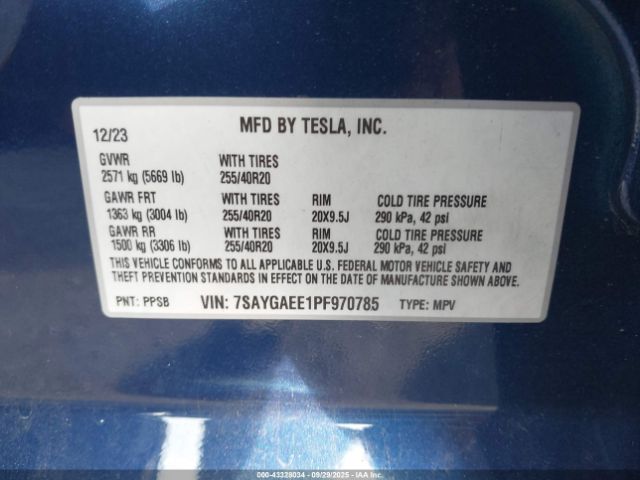 12/23 MFD BY TESLA, INC.
GVWR WITH TIRES
2571 kg (5669 lb) 255/40R20
GAWR FRT WITH TIRES RIM COLD TIRE PRESSURE
1363 kg (3004 lb) 255/40R20 20X9.5J 290 kPa, 42 psi
GAWR RR WITH TIRES RIM COLD TIRE PRESSURE
1500 kg (3306 lb) 255/40R20 20X9.5J 290 kPa, 42 psi
THIS VEHICLE CONFORMS TO ALL APPLICABLE U.S. FEDERAL MOTOR VEHICLE SAFETY AND
THEFT PREVENTION STANDARDS IN EFFECT ON THE DATE OF MANUFACTURE SHOWN ABOVE.
PNT: PPSB VIN: 7SAYGAEE1PF970785 TYPE: MPV
000-43328034 09/29/2025 IAA Inc.